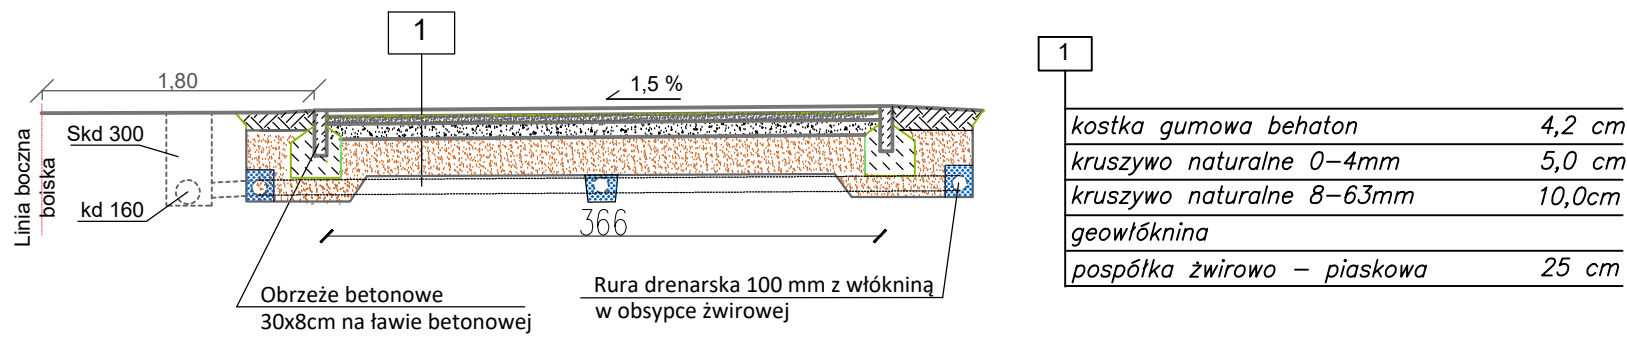 1
1
1,80
1,5 %
kostka gumowa behaton 4,2 cm
Skd 300
kruszywo naturalne 0-4mm 5,0 cm
Linia boczna
boiska
kruszywo naturalne 8-63mm 10,0cm
kd 160
366
geowłóknina
pospółka żwirowo - piaskowa 25 cm
Obrzeże betonowe
30x8cm na ławie betonowej
Rura drenarska 100 mm z włókniną
w obsypce żwirowej